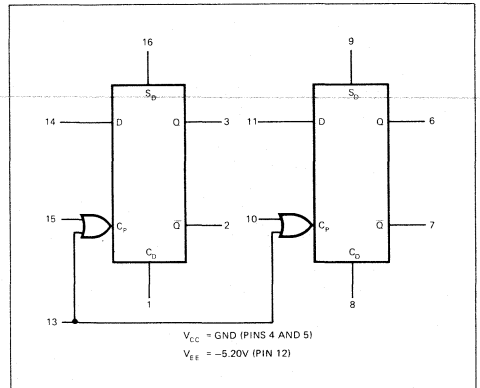 16 9
S_D S_D
14 D Q 3 11 D Q 6
15 C_P Q̅ 2 10 C_P Q̅ 7
C_D C_D
1 8
13
V_CC = GND (PINS 4 AND 5)
V_EE = −5.20V (PIN 12)